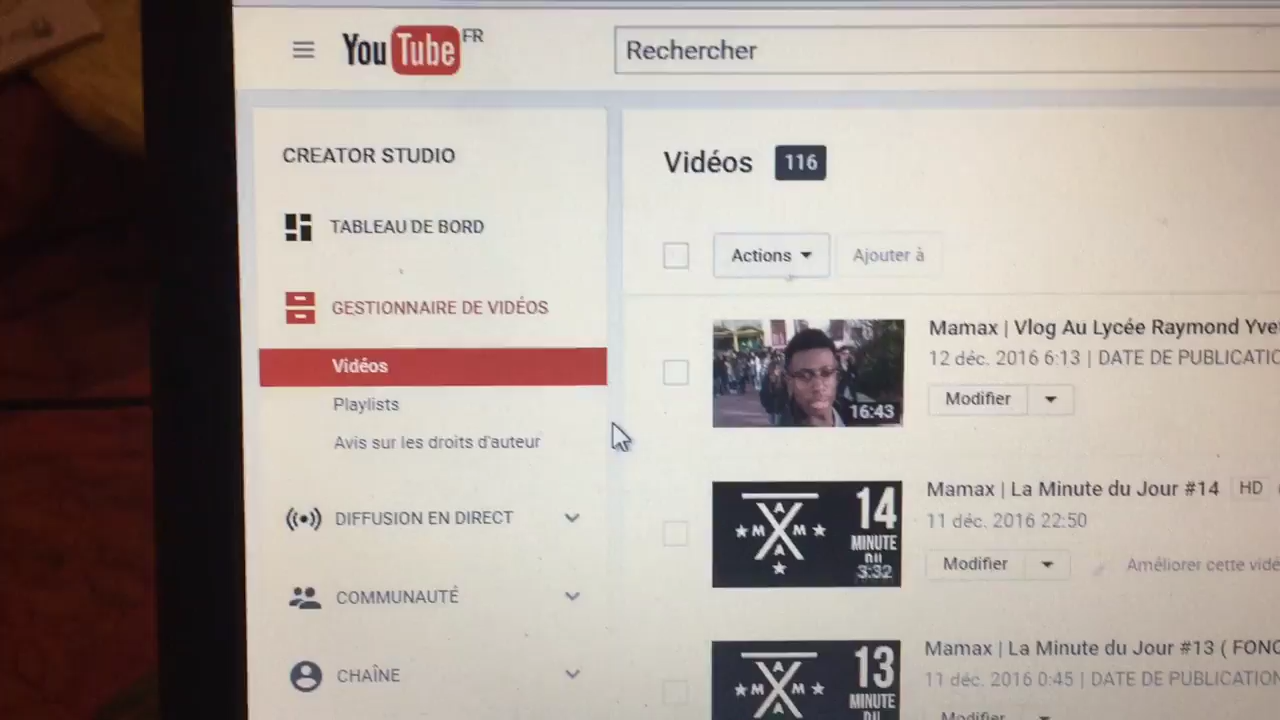 YouTube FR
Rechercher
CREATOR STUDIO
TABLEAU DE BORD
GESTIONNAIRE DE VIDÉOS
Vidéos
Playlists
Avis sur les droits d'auteur
DIFFUSION EN DIRECT
COMMUNAUTÉ
CHAÎNE
Vidéos 116
Actions Ajouter à
16:43
Mamax | Vlog Au Lycée Raymond
12 déc. 2016 6:13 | DATE DE
Modifier
14
MINUTE
DU
3:32
MAXMAA
Mamax | La Minute du Jour #14 HD
11 déc. 2016 22:50
Modifier Améliorer cette
13
MINUTE
DU
Mamax | La Minute du Jour #13 (
11 déc. 2016 0:45 | DATE DE
Modifier